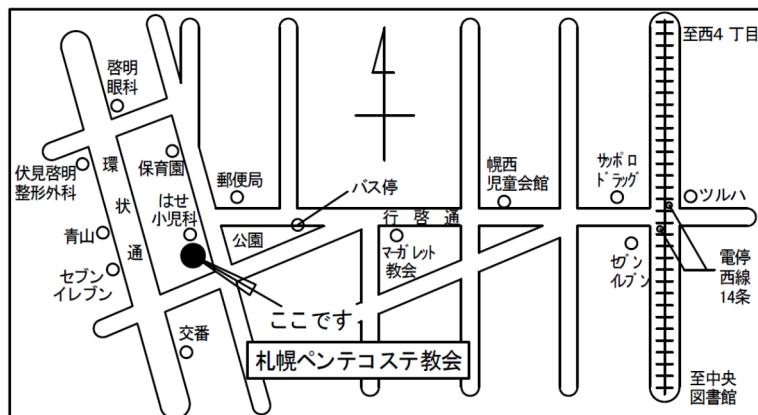 至西4 丁目
啓明
眼科
環状通
保育園
伏見啓明
整形外科
はせ
小児科
郵便局
バス停
幌西
児童会館
サッポロ
ドラッグ
ツルハ
行啓通
公園
青山
マーガレット
教会
セブン
イレブン
セブン
イレブン
電停
西線
14条
ここです
交番
札幌ペンテコステ教会
至中央
図書館